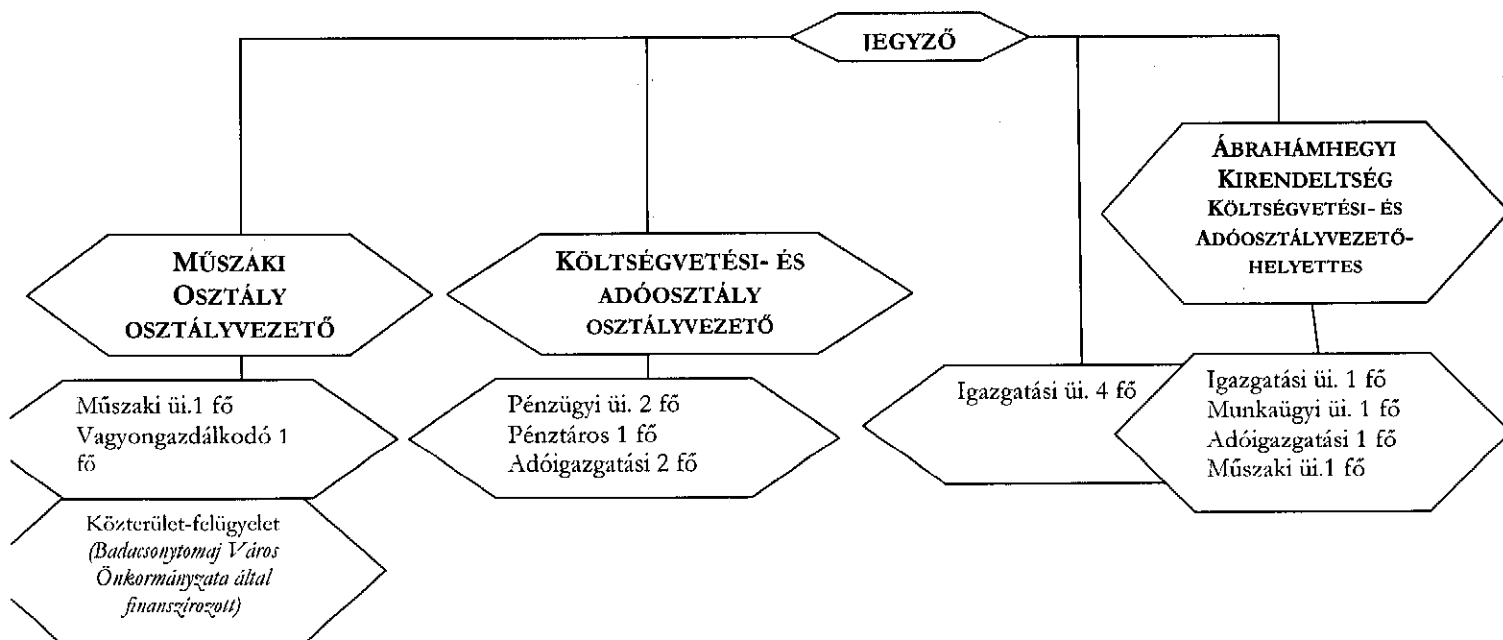 JEGYZŐ
ÁBRAHÁMHEGYI
KIRENDELTSÉG
KÖLTSÉGVETÉSI- ÉS
ADÓOSZTÁLYVEZETŐ-
HELYETTES
MŰSZÁKI
OSZTÁLY
OSZTÁLYVEZETŐ
KÖLTSÉGVETÉSI- ÉS
ADÓOSZTÁLY
OSZTÁLYVEZETŐ
Műszaki üi.1 fő
Vagyongazdálkodó 1
fő
Pénzügyi üi. 2 fő
Pénztáros 1 fő
Adóigazgatási 2 fő
Igazgatási üi. 4 fő
Igazgatási üi. 1 fő
Munkaügyi üi. 1 fő
Adóigazgatási 1 fő
Műszaki üi.1 fő
Közterület-felügyelet
(Badacsonytomaj Város
Önkormányzata által
finanszírozott)